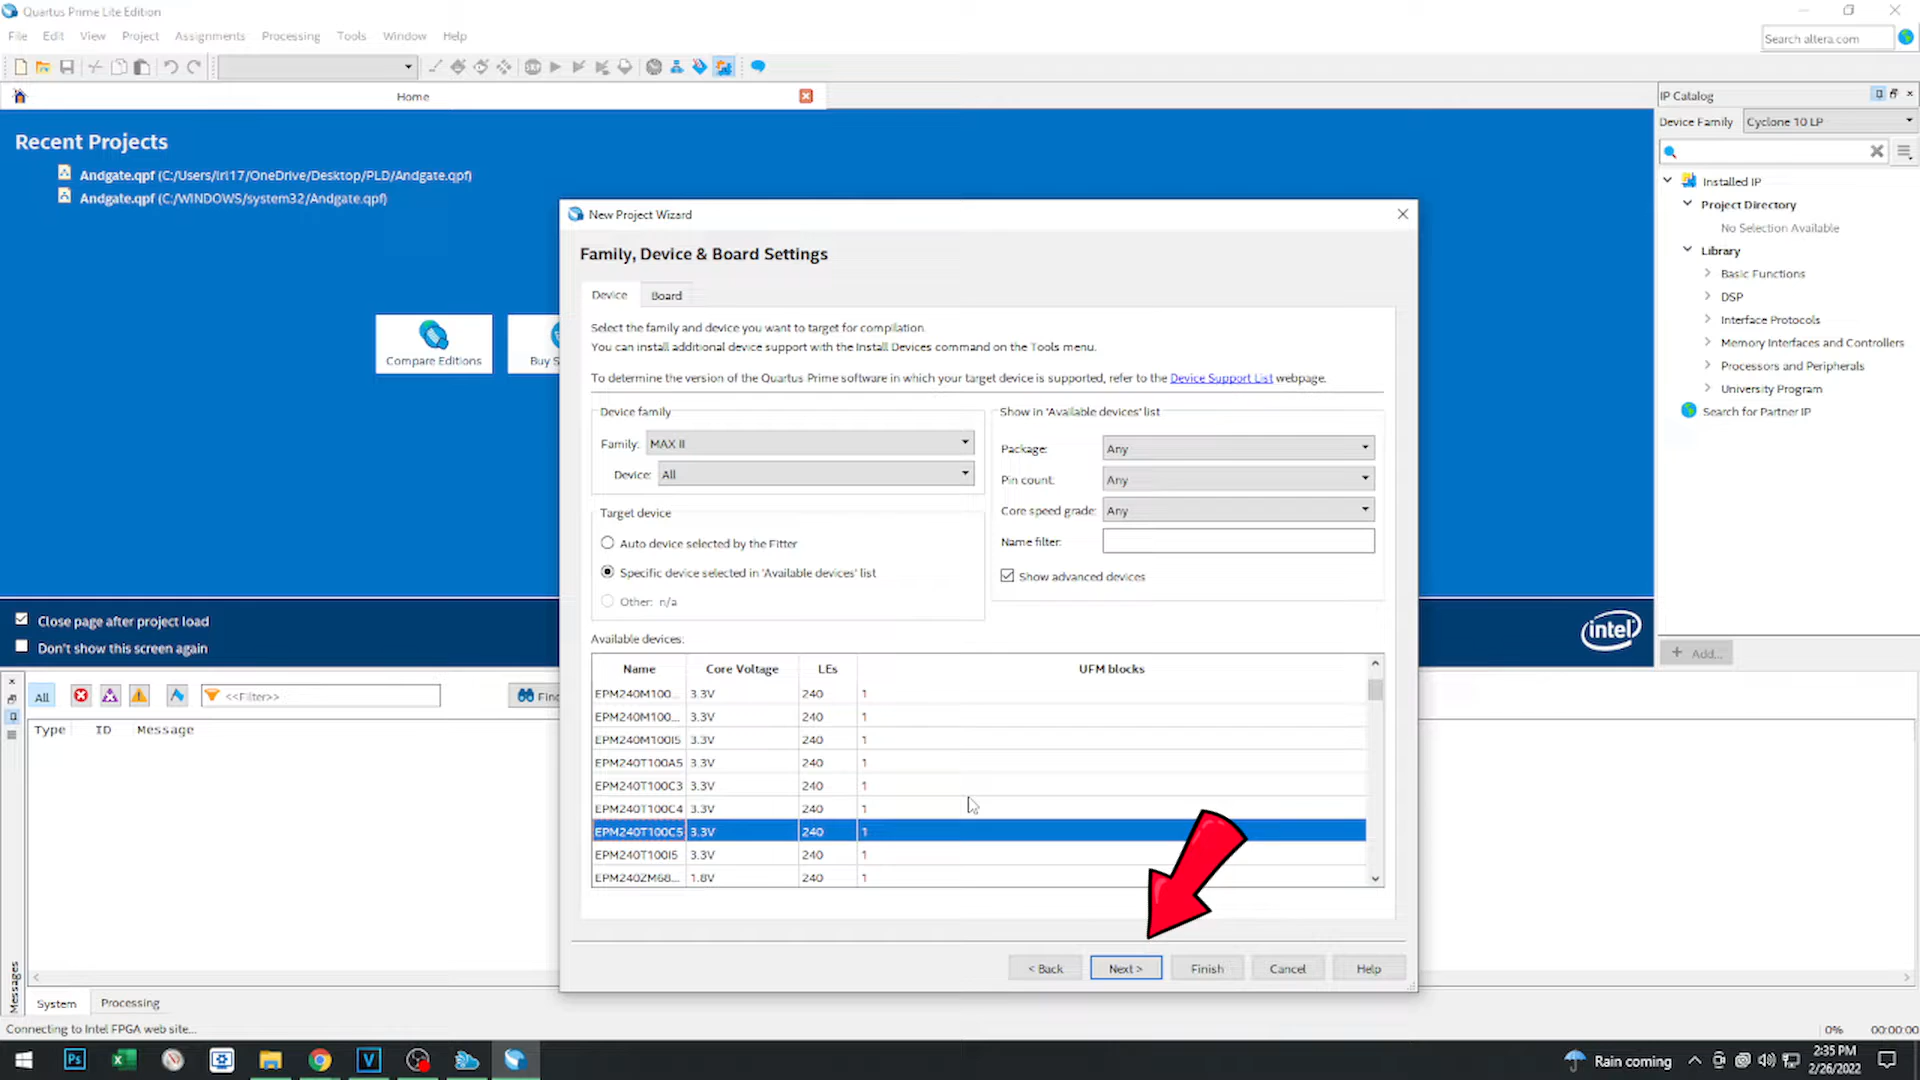 Quartus Prime Lite Edition
File Edit View Project Assignments Processing Tools Window Help
Search altera.com
Home
IP Catalog
Device Family Cyclone 10 LP
Recent Projects
Andgate.qpf (C:/Users/irl17/OneDrive/Desktop/PLD/Andgate.qpf)
Andgate.qpf (C:/WINDOWS/system32/Andgate.qpf)
Compare Editions
Buy S
Close page after project load
Don't show this screen again
intel
Installed IP
Project Directory
No Selection Available
Library
Basic Functions
DSP
Interface Protocols
Memory Interfaces and Controllers
Processors and Peripherals
University Program
Search for Partner IP
+ Add...
New Project Wizard
Family, Device & Board Settings
Device Board
Select the family and device you want to target for compilation.
You can install additional device support with the Install Devices command on the Tools menu.
To determine the version of the Quartus Prime software in which your target device is supported, refer to the Device Support List webpage.
Device family
Family: MAX II
Device: All
Target device
Auto device selected by the Fitter
Specific device selected in 'Available devices' list
Other: n/a
Show in 'Available devices' list
Package: Any
Pin count: Any
Core speed grade: Any
Name filter:
Show advanced devices
Available devices:
Name Core Voltage LEs UFM blocks
EPM240M100... 3.3V 240 1
EPM240M100... 3.3V 240 1
EPM240M100I5 3.3V 240 1
EPM240T100A5 3.3V 240 1
EPM240T100C3 3.3V 240 1
EPM240T100C4 3.3V 240 1
EPM240T100C5 3.3V 240 1
EPM240T100I5 3.3V 240 1
EPM240ZM68... 1.8V 240 1
< Back Next > Finish Cancel Help
All <<Filter>> Find
Type ID Message
Messages
System Processing
Connecting to Intel FPGA web site...
0% 00:00:00
Ps
V
Rain coming
2:35 PM
2/26/2022